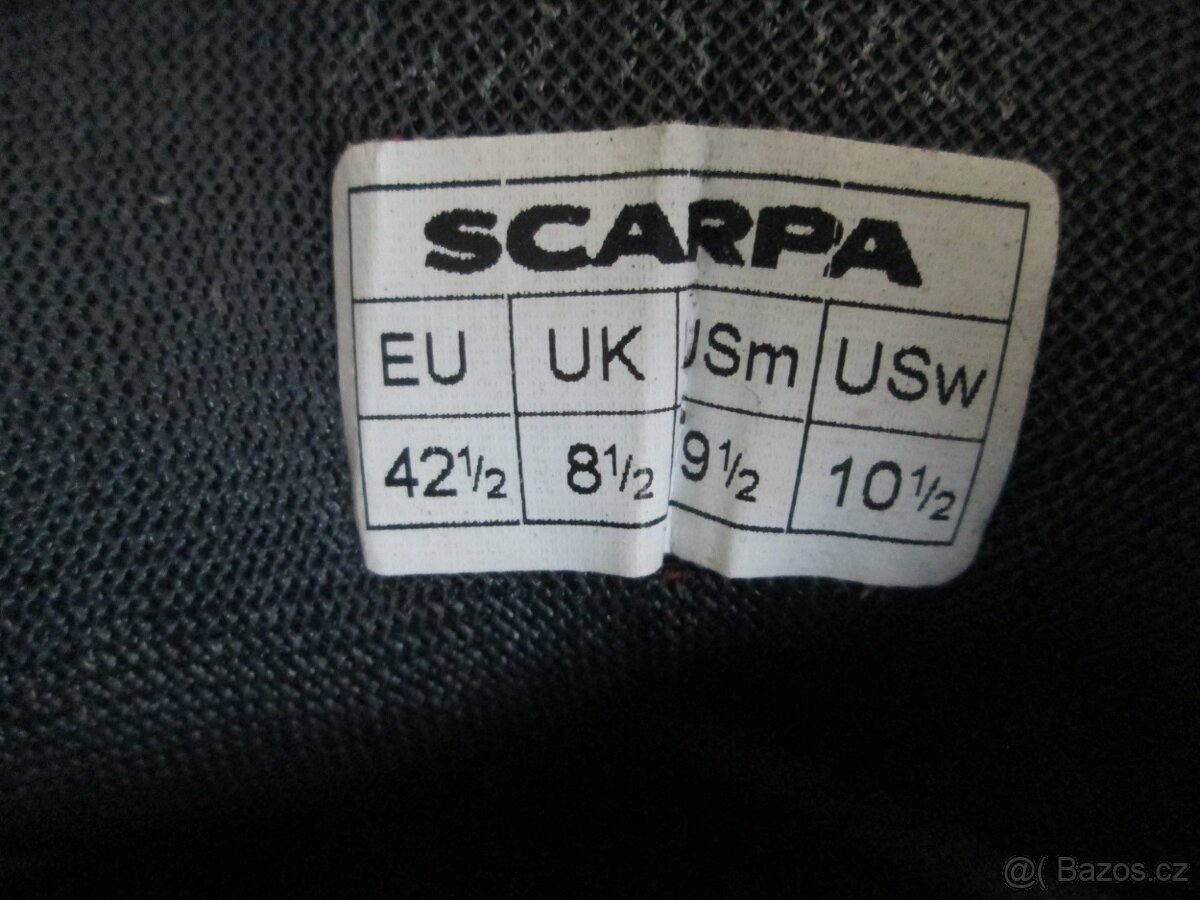 SCARPA
EU UK USm USw
42½ 8½ 9½ 10½
@( Bazos.cz